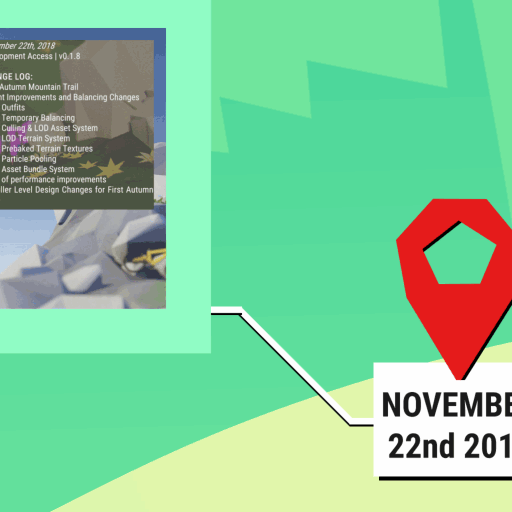 mber 22th, 2018
opment Access | v0.1.8
NGE LOG:
Autumn Mountain Trail
nt Improvements and Balancing Changes
Outfits
Temporary Balancing
Culling & LOD Asset System
LOD Terrain System
Prebaked Terrain Textures
Particle Pooling
Asset Bundle System
of performance improvements
ller Level Design Changes for First Autumn
NOVEMBE
22nd 201